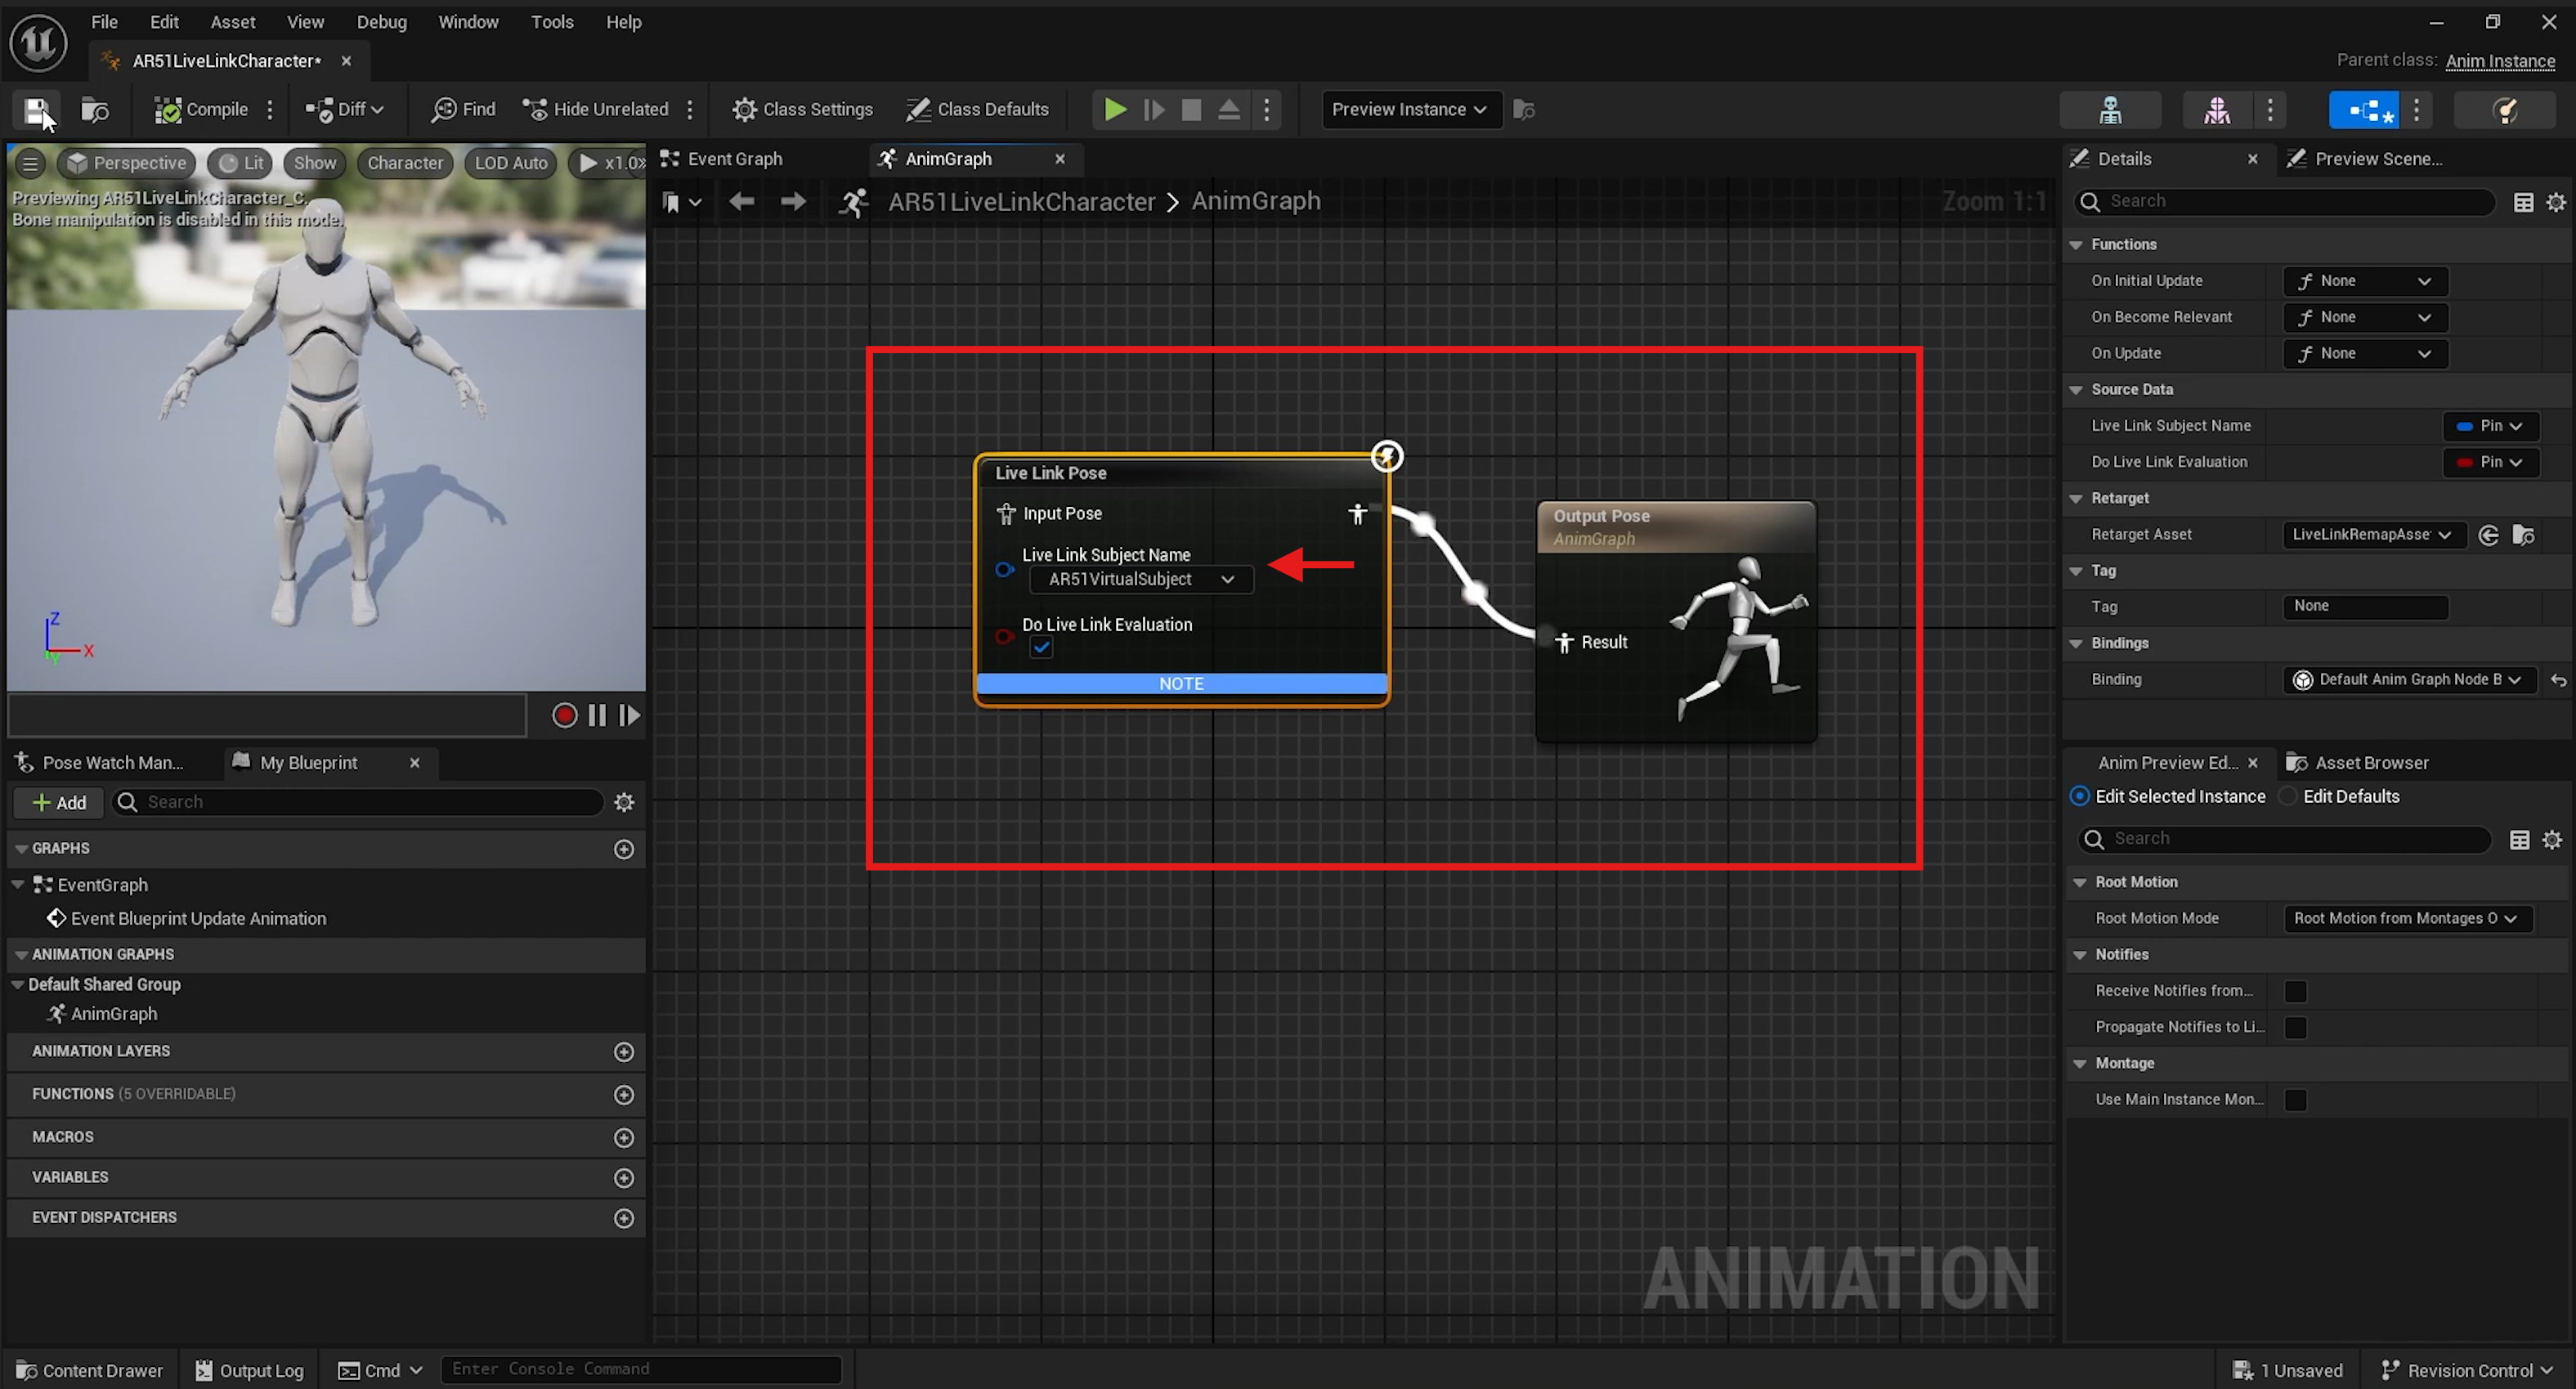 File Edit Asset View Debug Window Tools Help
AR51LiveLinkCharacter*
Parent class: Anim Instance
Compile Diff Find Hide Unrelated Class Settings Class Defaults Preview Instance
Perspective Lit Show Character LOD Auto x1.0
Previewing AR51LiveLinkCharacter_C.
Bone manipulation is disabled in this mode.
Z
X
Y
Pose Watch Man... My Blueprint
Add Search
GRAPHS
EventGraph
Event Blueprint Update Animation
ANIMATION GRAPHS
Default Shared Group
AnimGraph
ANIMATION LAYERS
FUNCTIONS (5 OVERRIDABLE)
MACROS
VARIABLES
EVENT DISPATCHERS
Event Graph AnimGraph
AR51LiveLinkCharacter > AnimGraph Zoom 1:1
Live Link Pose
Input Pose
Live Link Subject Name
AR51VirtualSubject
Do Live Link Evaluation
NOTE
Output Pose
AnimGraph
Result
ANIMATION
Details Preview Scene...
Search
Functions
On Initial Update None
On Become Relevant None
On Update None
Source Data
Live Link Subject Name Pin
Do Live Link Evaluation Pin
Retarget
Retarget Asset LiveLinkRemapAsse
Tag
Tag None
Bindings
Binding Default Anim Graph Node B
Anim Preview Ed... Asset Browser
Edit Selected Instance Edit Defaults
Search
Root Motion
Root Motion Mode Root Motion from Montages O
Notifies
Receive Notifies from...
Propagate Notifies to Li...
Montage
Use Main Instance Mon...
Content Drawer Output Log Cmd Enter Console Command 1 Unsaved Revision Control